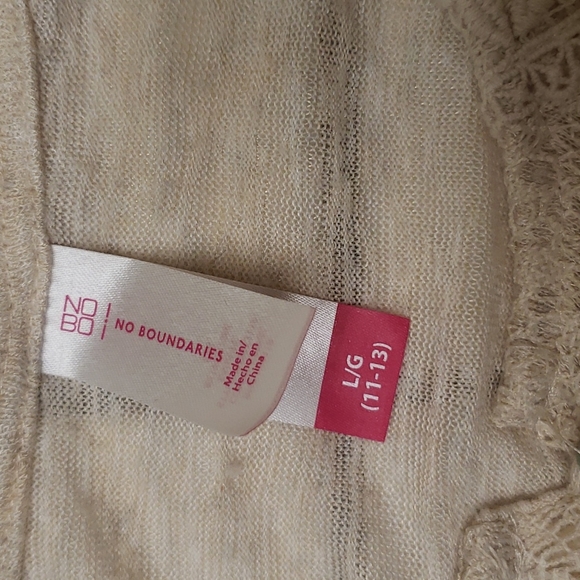 NO
BO
NO BOUNDARIES
Made in/
Hecho en
China
L/G
(11-13)